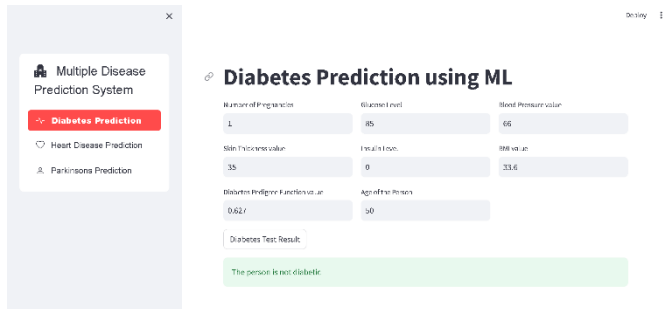 Deploy
Multiple Disease
Prediction System
Diabetes Prediction
Heart Disease Prediction
Parkinsons Prediction
Diabetes Prediction using ML
Number of Pregnancies
Glucose Level
Blood Pressure value
1
85
66
Skin Thickness value
Insulin Level
BMI value
35
0
33.6
Diabetes Pedigree Function value
Age of the Person
0.627
50
Diabetes Test Result
The person is not diabetic